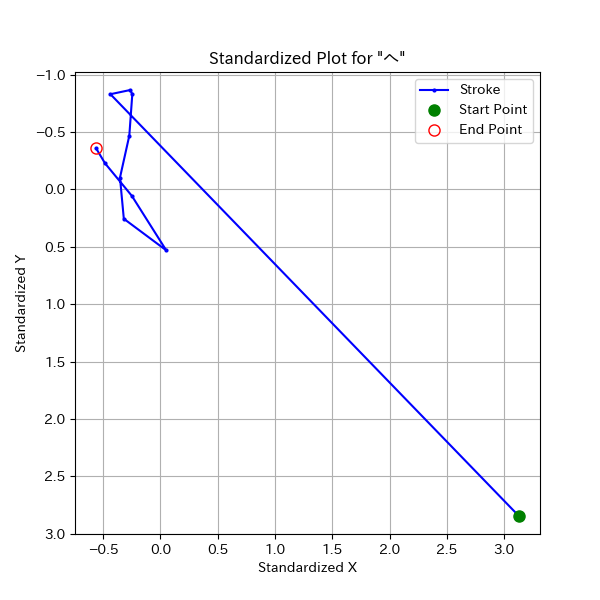 Standardized Plot for "へ"
Stroke
Start Point
End Point
−1.0
−0.5
0.0
0.5
1.0
1.5
2.0
2.5
3.0
Standardized Y
−0.5 0.0 0.5 1.0 1.5 2.0 2.5 3.0
Standardized X